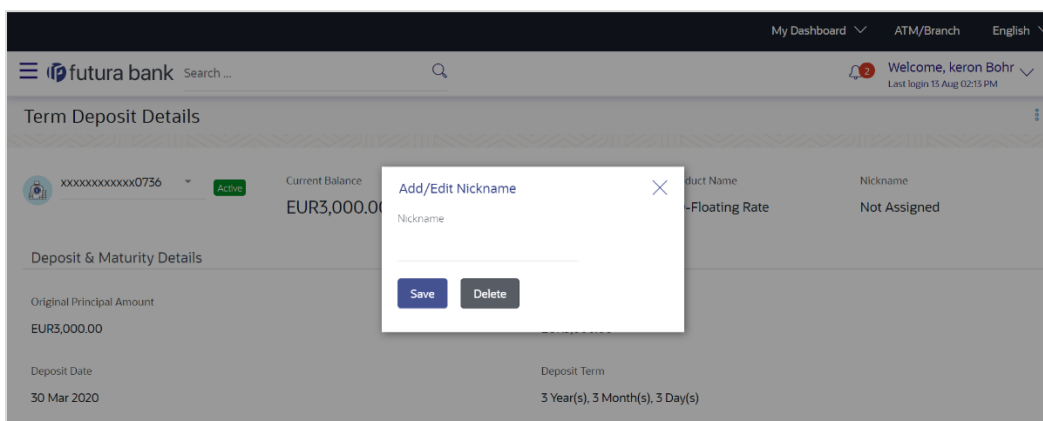 My Dashboard ATM/Branch English
futura bank Search ... 2 Welcome, keron Bohr
Last login 13 Aug 02:13 PM
Term Deposit Details
xxxxxxxxxxxx0736 Active
Current Balance
EUR3,000.0
Add/Edit Nickname
Nickname
Save Delete
duct Name
-Floating Rate
Nickname
Not Assigned
Deposit & Maturity Details
Original Principal Amount
EUR3,000.00
Deposit Date
30 Mar 2020
Deposit Term
3 Year(s), 3 Month(s), 3 Day(s)